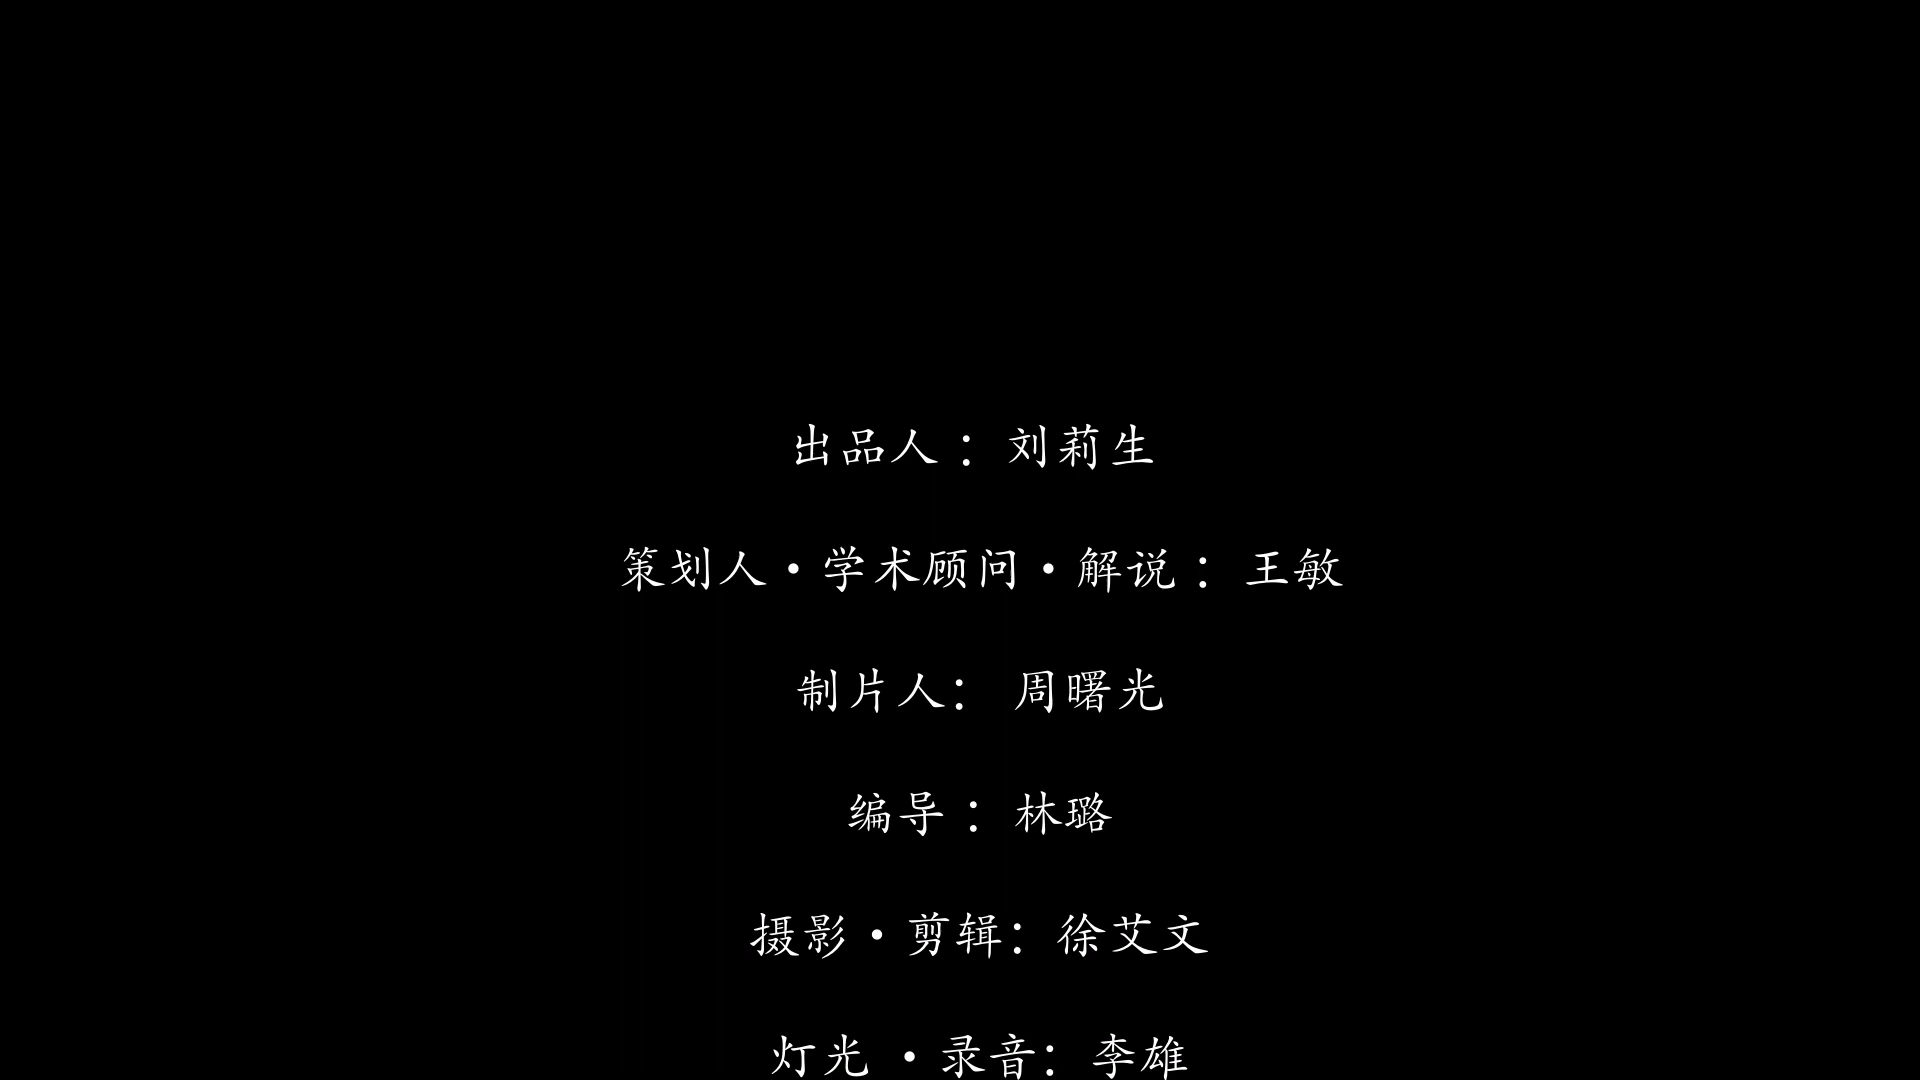 出品人：刘莉生
策划人·学术顾问·解说：王敏
制片人：周曙光
编导：林璐
摄影·剪辑：徐艾文
灯光·录音：李雄